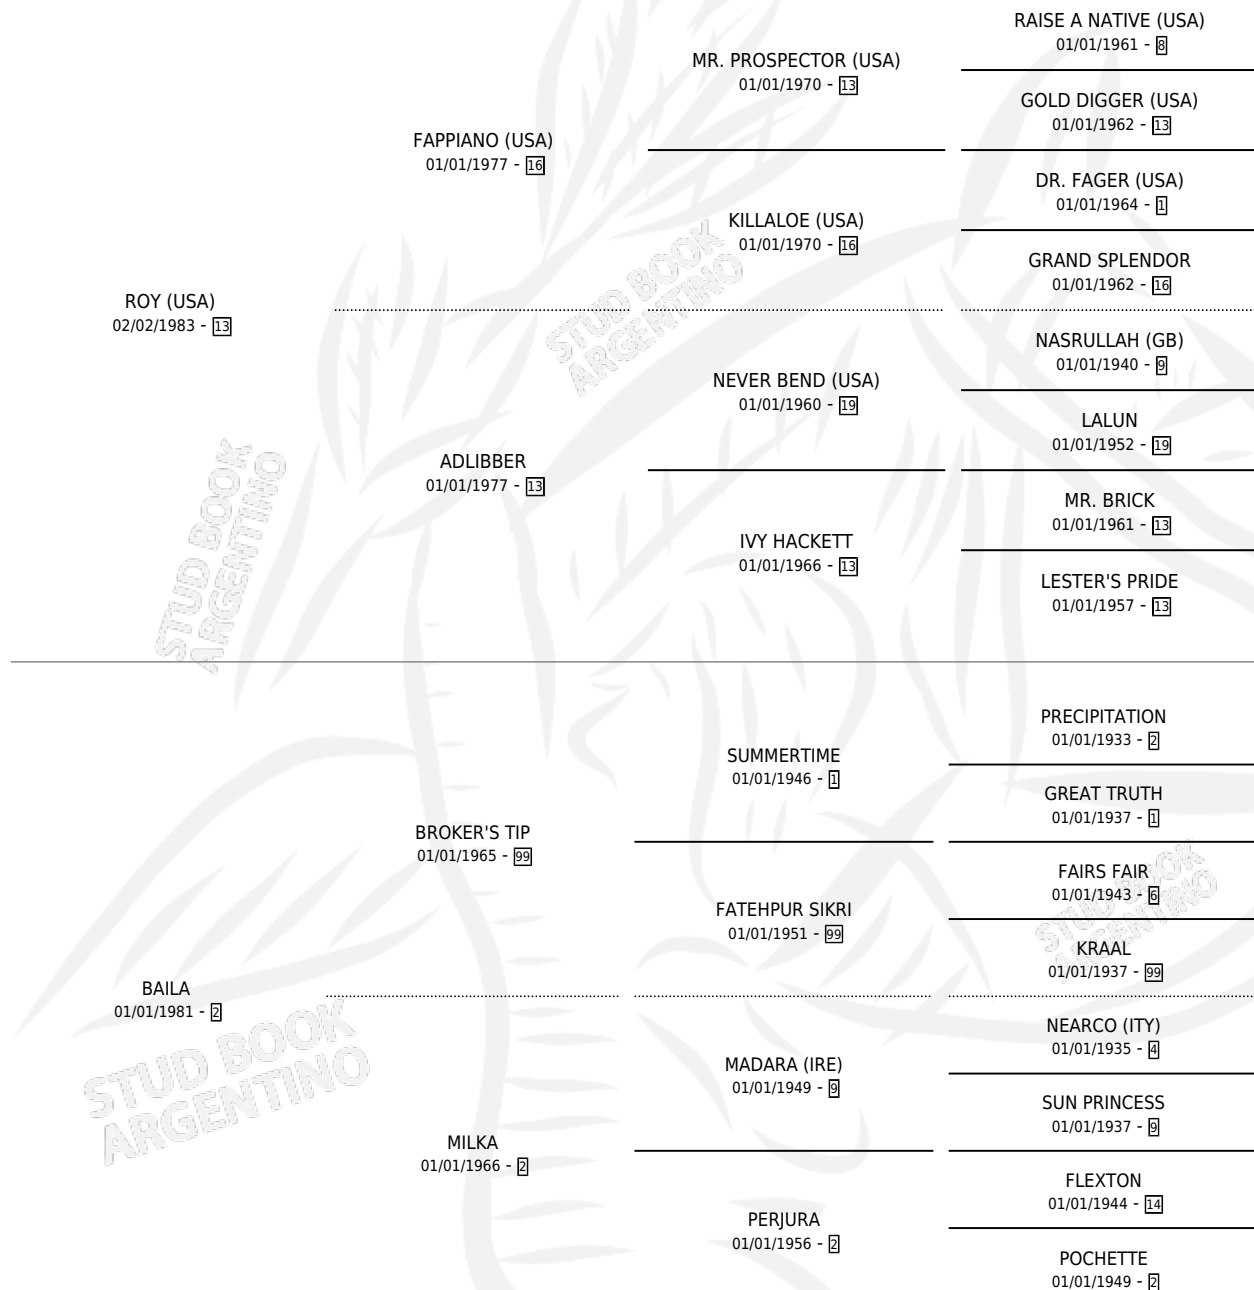 RAISE A NATIVE (USA)
01/01/1961 - 8
MR. PROSPECTOR (USA)
01/01/1970 - 13
GOLD DIGGER (USA)
01/01/1962 - 13
FAPPIANO (USA)
01/01/1977 - 16
DR. FAGER (USA)
01/01/1964 - 1
KILLALOE (USA)
01/01/1970 - 16
GRAND SPLENDOR
01/01/1962 - 16
STUD BOOK
ARGENTINO
ROY (USA)
02/02/1983 - 13
NASRULLAH (GB)
01/01/1940 - 9
NEVER BEND (USA)
01/01/1960 - 19
LALUN
01/01/1952 - 19
ADLIBBER
01/01/1977 - 13
MR. BRICK
01/01/1961 - 13
IVY HACKETT
01/01/1966 - 13
LESTER'S PRIDE
01/01/1957 - 13
STUD BOOK
ARGENTINO
PRECIPITATION
01/01/1933 - 2
SUMMERTIME
01/01/1946 - 1
GREAT TRUTH
01/01/1937 - 1
BROKER'S TIP
01/01/1965 - 99
FAIRS FAIR
01/01/1943 - 6
FATEHPUR SIKRI
01/01/1951 - 99
KRAAL
01/01/1937 - 99
STUD BOOK
ARGENTINO
BAILA
01/01/1981 - 2
NEARCO (ITY)
01/01/1935 - 4
MADARA (IRE)
01/01/1949 - 9
SUN PRINCESS
01/01/1937 - 9
STUD BOOK
ARGENTINO
MILKA
01/01/1966 - 2
FLEXTON
01/01/1944 - 14
PERJURA
01/01/1956 - 2
POCHETTE
01/01/1949 - 2